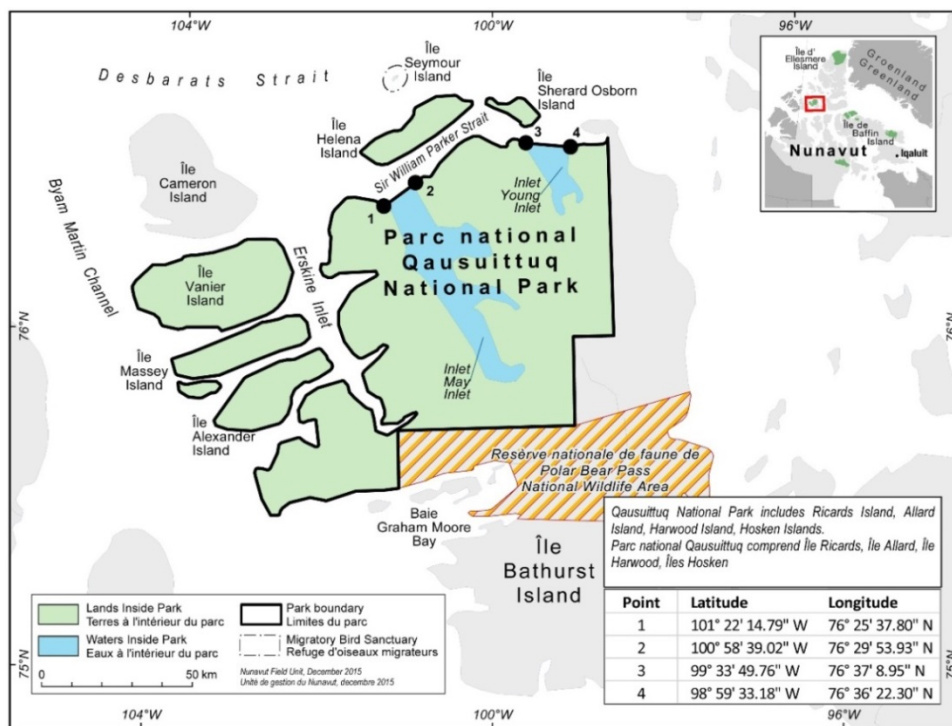 104°W
100°W
96°W
Desbarats Strait
Île
Seymour
Island
Île
Sherard Osborn
Island
Île
Helena
Island
Sir William Parker Strait
3
4
Île
Cameron
Island
Inlet
Young
Inlet
1
2
Byam Martin Channel
Parc national
Qausuittuq
National Park
Île
Vanier
Island
Erskine Inlet
76°N
76°N
Île
Massey
Island
Inlet
May
Inlet
Île
Alexander
Island
Réserve nationale de faune de
Polar Bear Pass
National Wildlife Area
Baie
Graham Moore
Bay
Île
Bathurst
Island
75°N
75°N
104°W
100°W
96°W
Île d'
Ellesmere
Island
Groenland
Greenland
Île de
Baffin
Island
Nunavut
Iqaluit
Lands Inside Park
Terres à l'intérieur du parc
Waters Inside Park
Eaux à l'intérieur du parc
0 50 km
Park boundary
Limites du parc
Migratory Bird Sanctuary
Refuge d'oiseaux migrateurs
Nunavut Field Unit, December 2015
Unité de gestion du Nunavut, decembre 2015
Qausuittuq National Park includes Ricards Island, Allard
Island, Harwood Island, Hosken Islands.
Parc national Qausuittuq comprend Île Ricards, Île Allard, Île
Harwood, Îles Hosken
Point Latitude Longitude
1 101° 22' 14.79" W 76° 25' 37.80" N
2 100° 58' 39.02" W 76° 29' 53.93" N
3 99° 33' 49.76" W 76° 37' 8.95" N
4 98° 59' 33.18" W 76° 36' 22.30" N